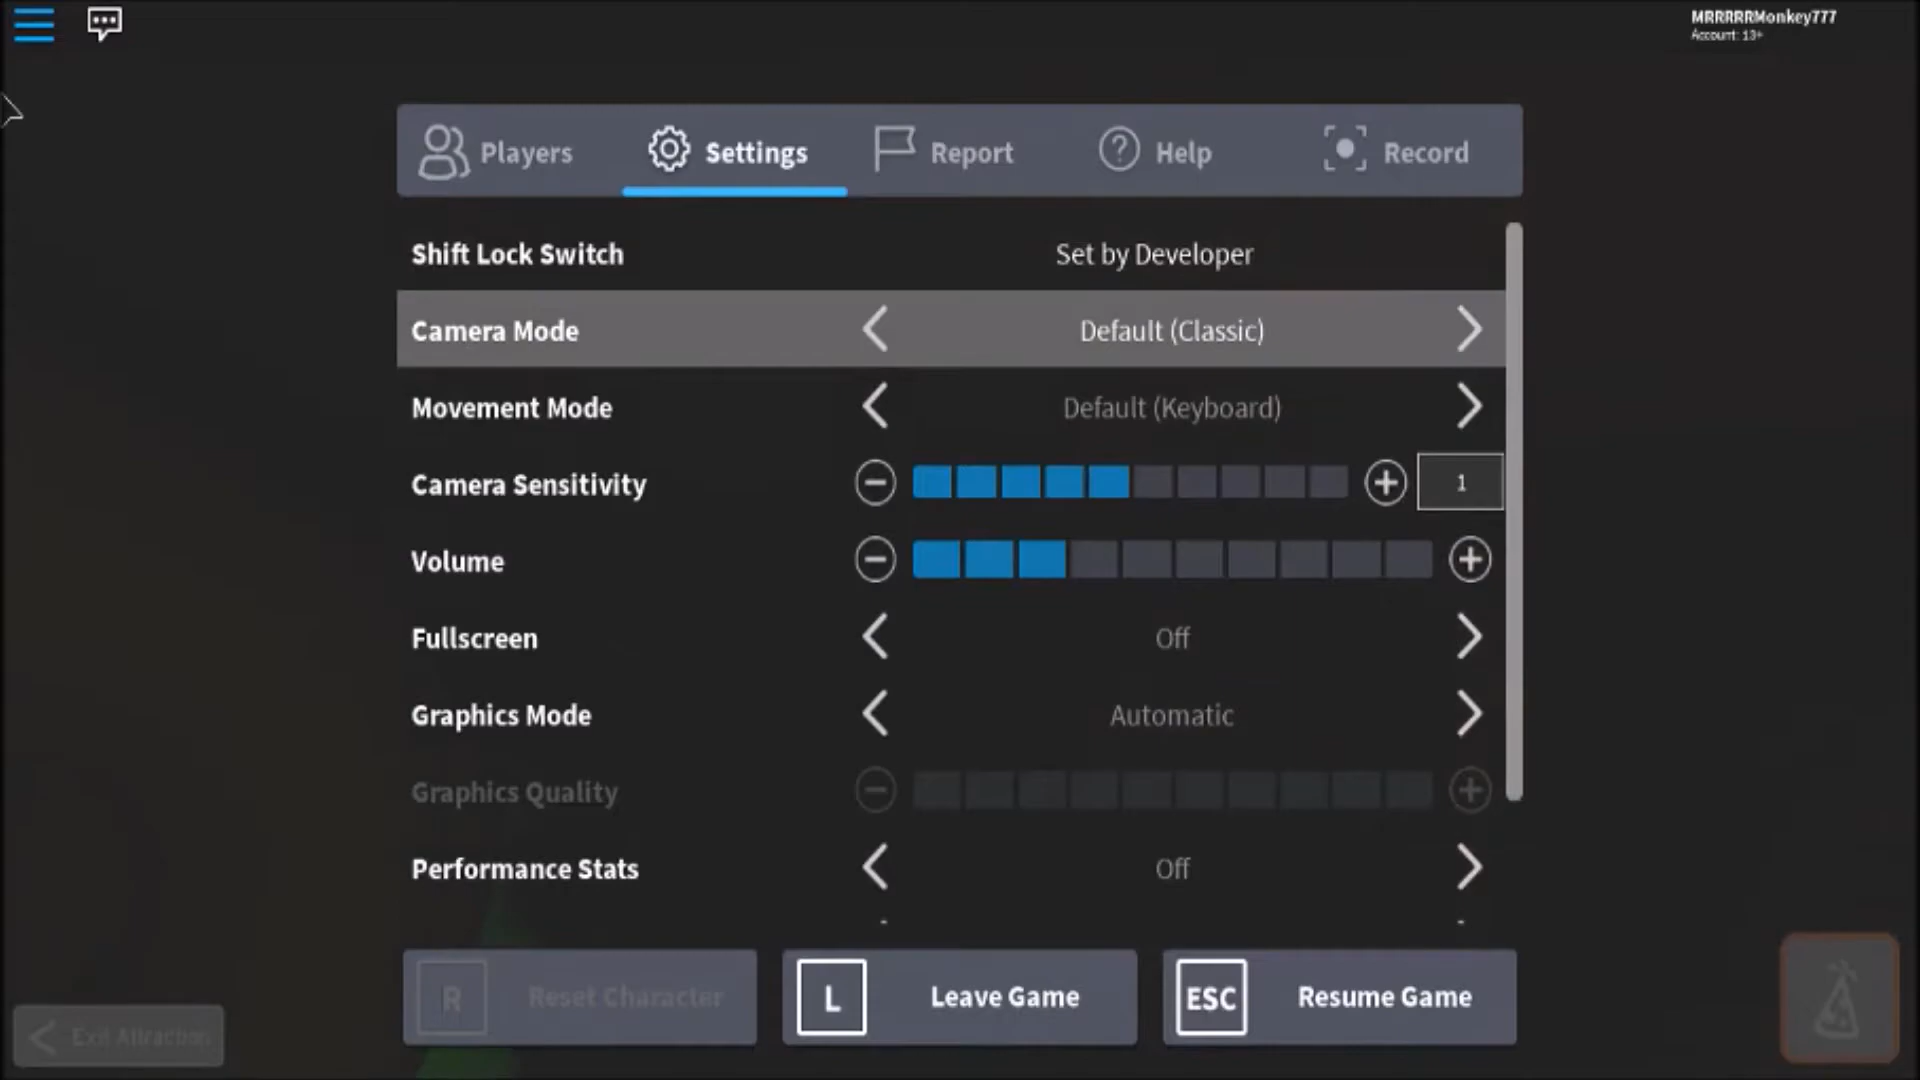 MRRRRRMonkey777
Account: 13+
Players Settings Report Help Record
Shift Lock Switch Set by Developer
Camera Mode Default (Classic)
Movement Mode Default (Keyboard)
Camera Sensitivity 1
Volume
Fullscreen Off
Graphics Mode Automatic
Graphics Quality
Performance Stats Off
R Reset Character L Leave Game ESC Resume Game
Exit Attraction